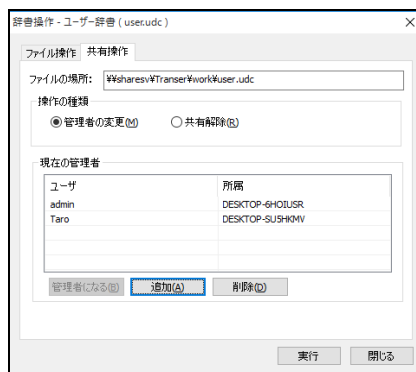 辞書操作 - ユーザー辞書 ( user.udc )
ファイル操作 共有操作
ファイルの場所: ¥¥sharesv¥Transer¥work¥user.udc
操作の種類
管理者の変更(M) 共有解除(R)
現在の管理者
ユーザ 所属
admin DESKTOP-6HOIUSR
Taro DESKTOP-SU5HKMV
管理者になる(B) 追加(A) 削除(D)
実行 閉じる